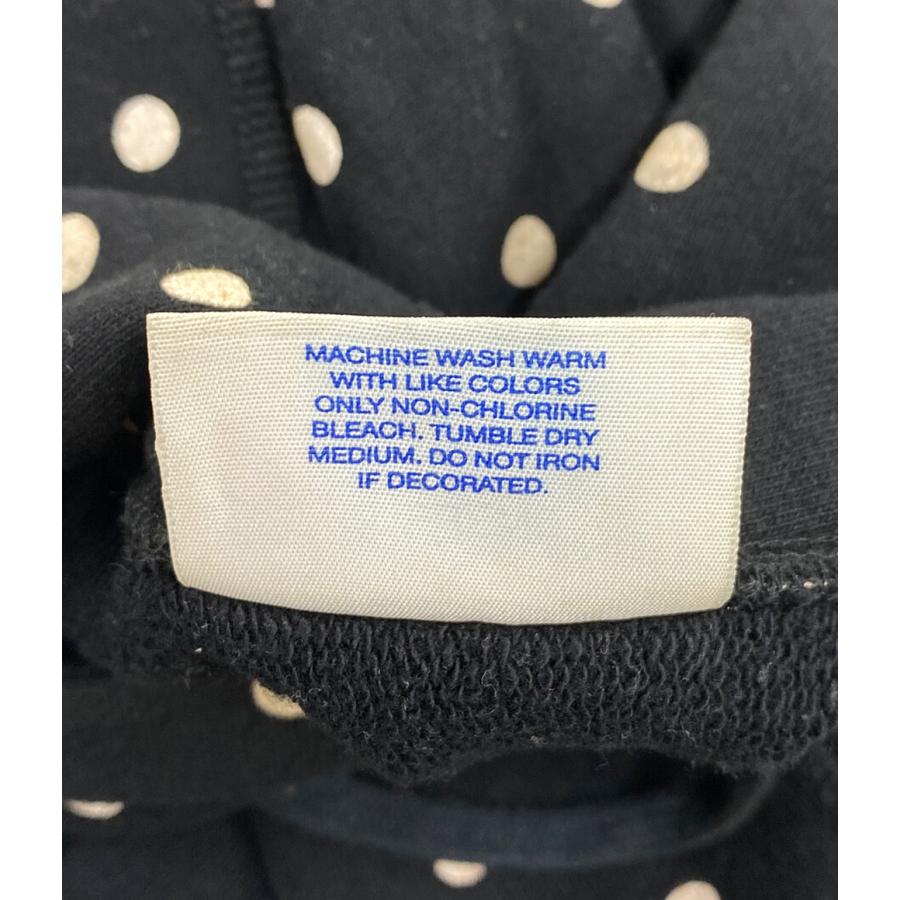 MACHINE WASH WARM
WITH LIKE COLORS
ONLY NON-CHLORINE
BLEACH. TUMBLE DRY
MEDIUM. DO NOT IRON
IF DECORATED.